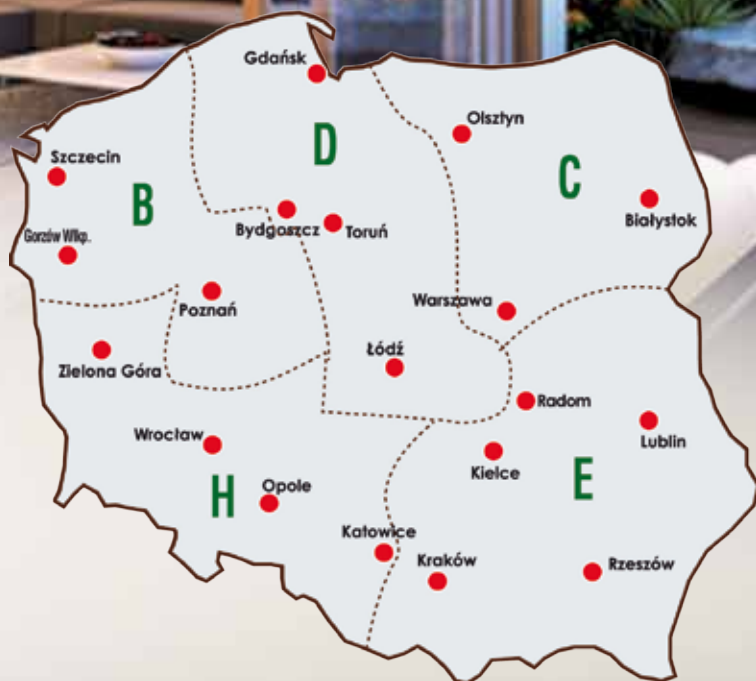 Gdańsk
Olsztyn
D
Szczecin
C
B
Białystok
Bydgoszcz
Toruń
Gorzów Wlkp.
Warszawa
Poznań
Łódź
Zielona Góra
Radom
Wrocław
Lublin
Kielce
E
Opole
H
Katowice
Kraków
Rzeszów